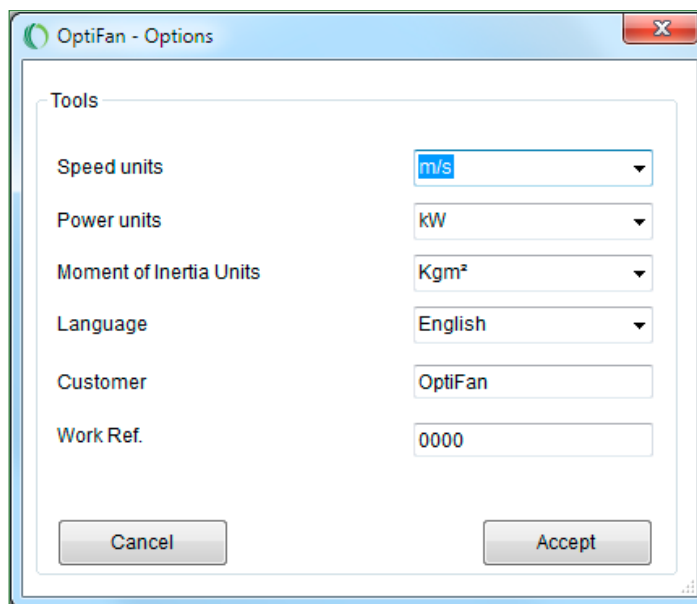 OptiFan - Options
Tools
Speed units m/s
Power units kW
Moment of Inertia Units Kgm²
Language English
Customer OptiFan
Work Ref. 0000
Cancel Accept